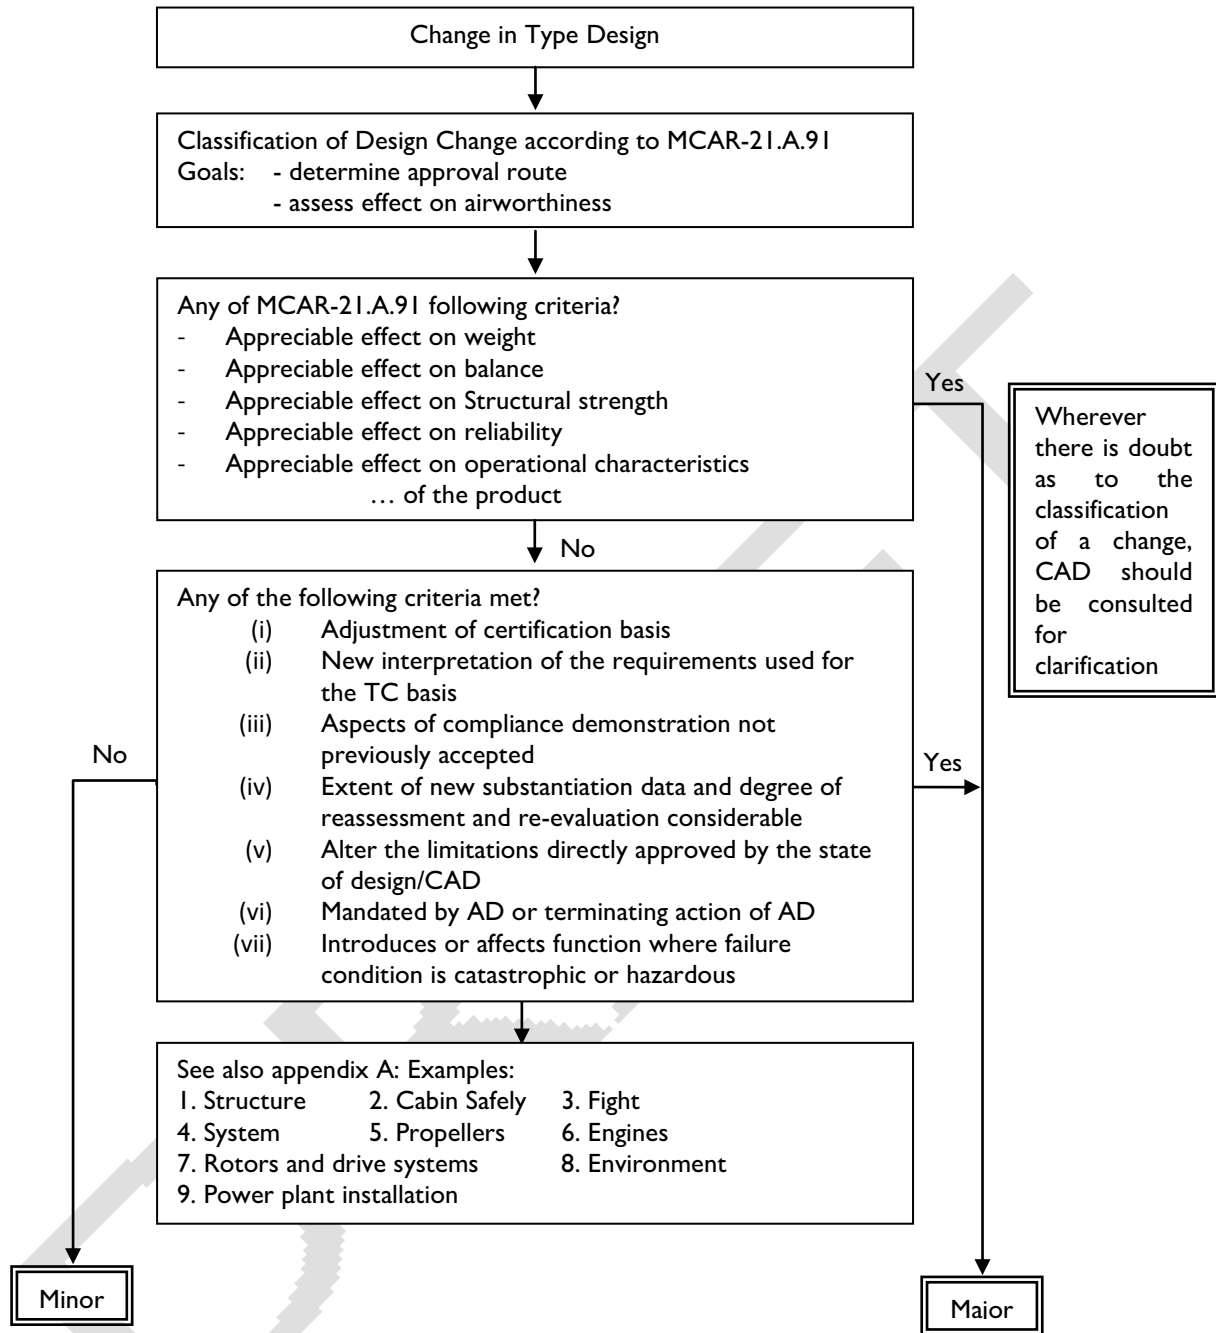 Change in Type Design
Classification of Design Change according to MCAR-21.A.91
Goals: - determine approval route
- assess effect on airworthiness
Any of MCAR-21.A.91 following criteria?
- Appreciable effect on weight
- Appreciable effect on balance
- Appreciable effect on Structural strength
- Appreciable effect on reliability
- Appreciable effect on operational characteristics
… of the product
Yes
Wherever
there is doubt
as to the
classification
of a change,
CAD should
be consulted
for
clarification
No
Any of the following criteria met?
(i) Adjustment of certification basis
(ii) New interpretation of the requirements used for
the TC basis
(iii) Aspects of compliance demonstration not
previously accepted
(iv) Extent of new substantiation data and degree of
reassessment and re-evaluation considerable
(v) Alter the limitations directly approved by the state
of design/CAD
(vi) Mandated by AD or terminating action of AD
(vii) Introduces or affects function where failure
condition is catastrophic or hazardous
No
Yes
See also appendix A: Examples:
1. Structure 2. Cabin Safely 3. Fight
4. System 5. Propellers 6. Engines
7. Rotors and drive systems 8. Environment
9. Power plant installation
Minor
Major